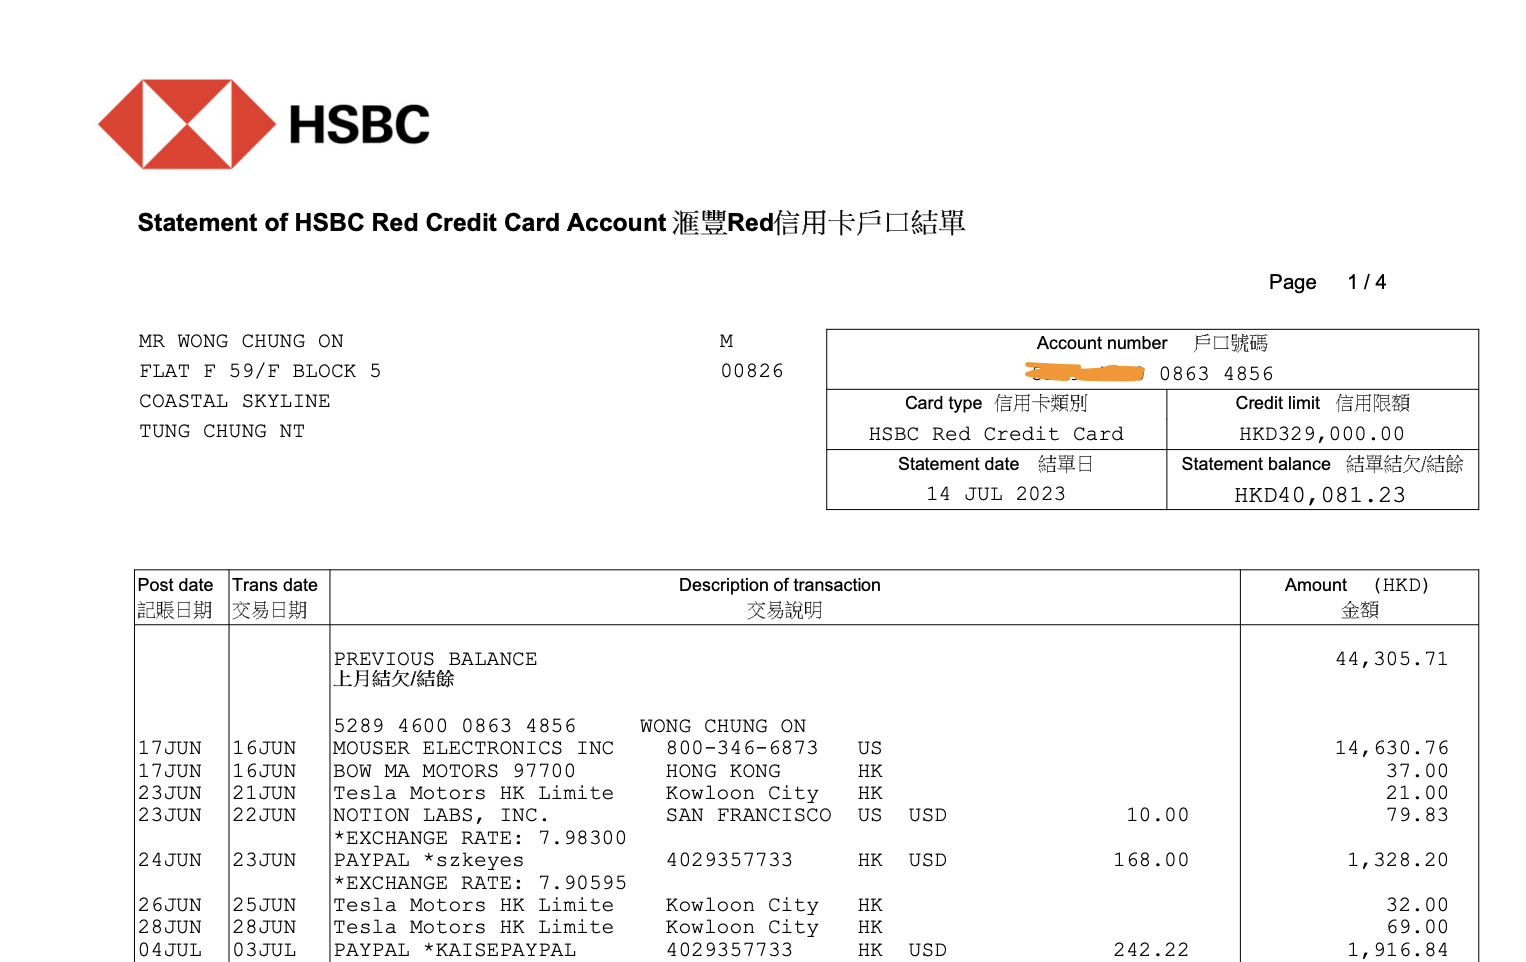 HSBC
Statement of HSBC Red Credit Card Account 滙豐Red信用卡戶口結單
Page 1 / 4
MR WONG CHUNG ON M
FLAT F 59/F BLOCK 5 00826
COASTAL SKYLINE
TUNG CHUNG NT
Account number 戶口號碼
0863 4856
Card type 信用卡類別 Credit limit 信用限額
HSBC Red Credit Card HKD329,000.00
Statement date 結單日 Statement balance 結單結欠/結餘
14 JUL 2023 HKD40,081.23
Post date Trans date Description of transaction Amount (HKD)
記賬日期 交易日期 交易說明 金額
PREVIOUS BALANCE 44,305.71
上月結欠/結餘
5289 4600 0863 4856 WONG CHUNG ON
17JUN 16JUN MOUSER ELECTRONICS INC 800-346-6873 US 14,630.76
17JUN 16JUN BOW MA MOTORS 97700 HONG KONG HK 37.00
23JUN 21JUN Tesla Motors HK Limite Kowloon City HK 21.00
23JUN 22JUN NOTION LABS, INC. SAN FRANCISCO US USD 10.00 79.83
*EXCHANGE RATE: 7.98300
24JUN 23JUN PAYPAL *szkeyes 4029357733 HK USD 168.00 1,328.20
*EXCHANGE RATE: 7.90595
26JUN 25JUN Tesla Motors HK Limite Kowloon City HK 32.00
28JUN 28JUN Tesla Motors HK Limite Kowloon City HK 69.00
04JUL 03JUL PAYPAL *KAISEPAYPAL 4029357733 HK USD 242.22 1,916.84